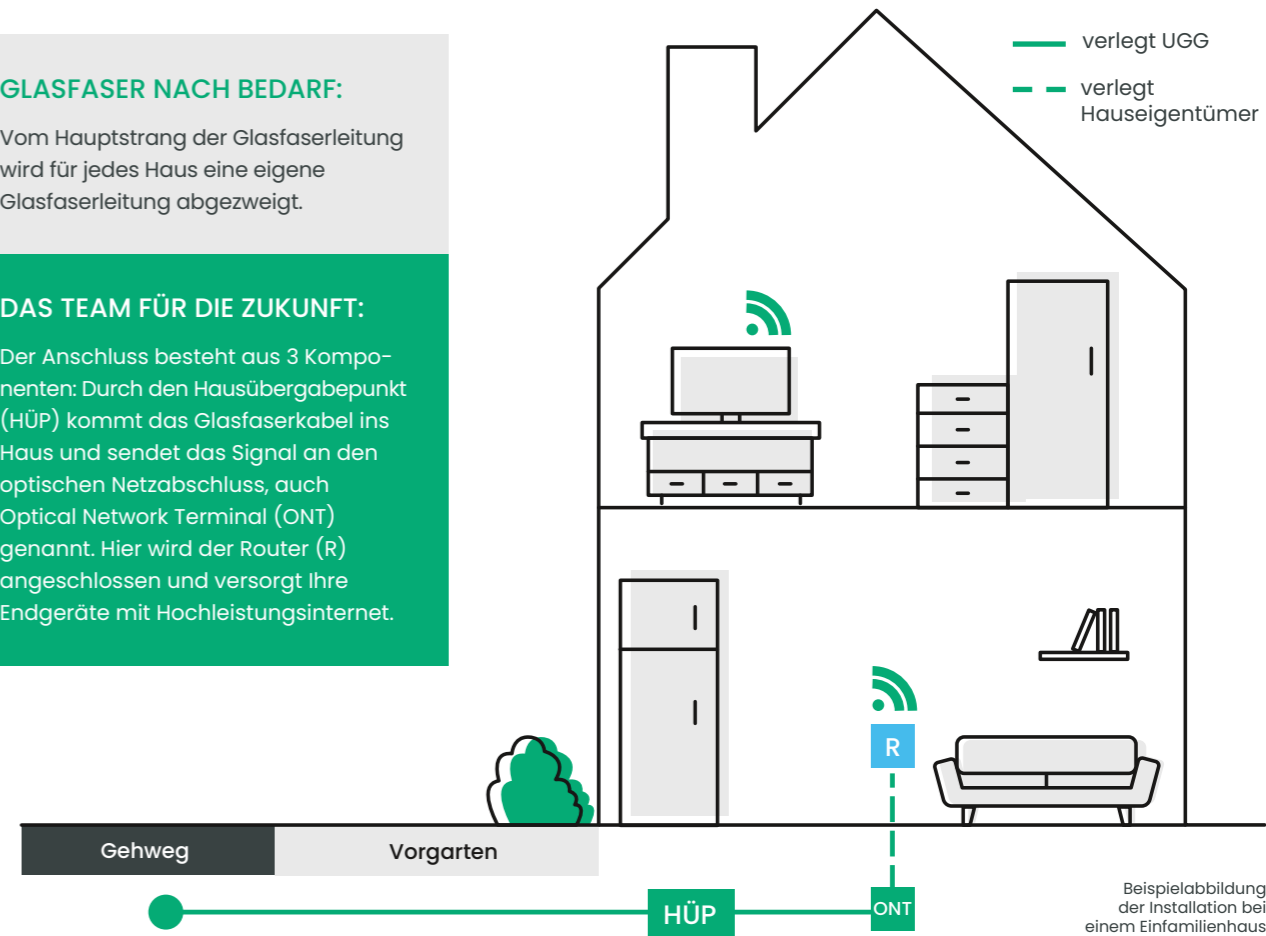 GLASFASER NACH BEDARF:
Vom Hauptstrang der Glasfaserleitung
wird für jedes Haus eine eigene
Glasfaserleitung abgezweigt.
DAS TEAM FÜR DIE ZUKUNFT:
Der Anschluss besteht aus 3 Kompo-
nenten: Durch den Hausübergabepunkt
(HÜP) kommt das Glasfaserkabel ins
Haus und sendet das Signal an den
optischen Netzabschluss, auch
Optical Network Terminal (ONT)
genannt. Hier wird der Router (R)
angeschlossen und versorgt Ihre
Endgeräte mit Hochleistungsinternet.
verlegt UGG
verlegt
Hauseigentümer
R
Gehweg
Vorgarten
HÜP
ONT
Beispielabbildung
der Installation bei
einem Einfamilienhaus